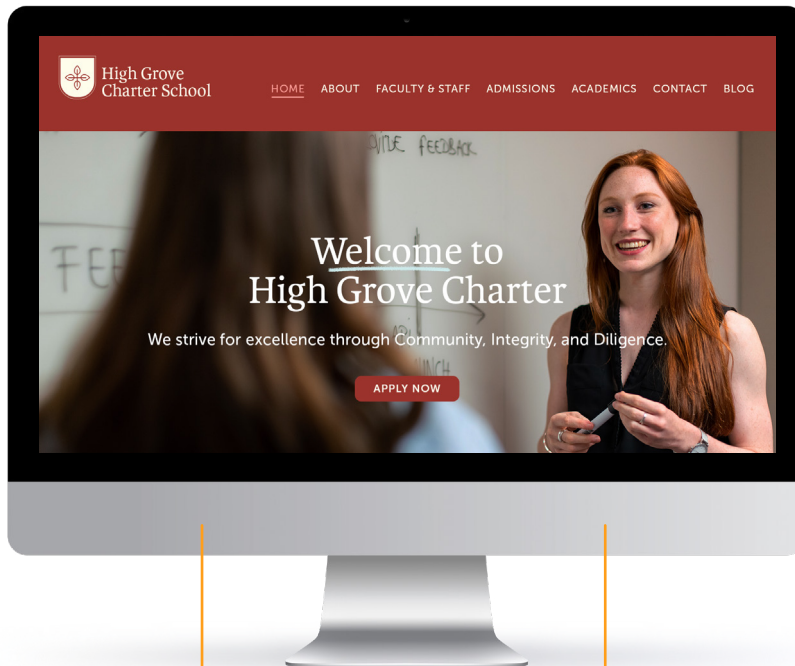 High Grove
Charter School
HOME ABOUT FACULTY & STAFF ADMISSIONS ACADEMICS CONTACT BLOG
FEEDBACK
FEE
Welcome to
High Grove Charter
We strive for excellence through Community, Integrity, and Diligence.
APPLY NOW